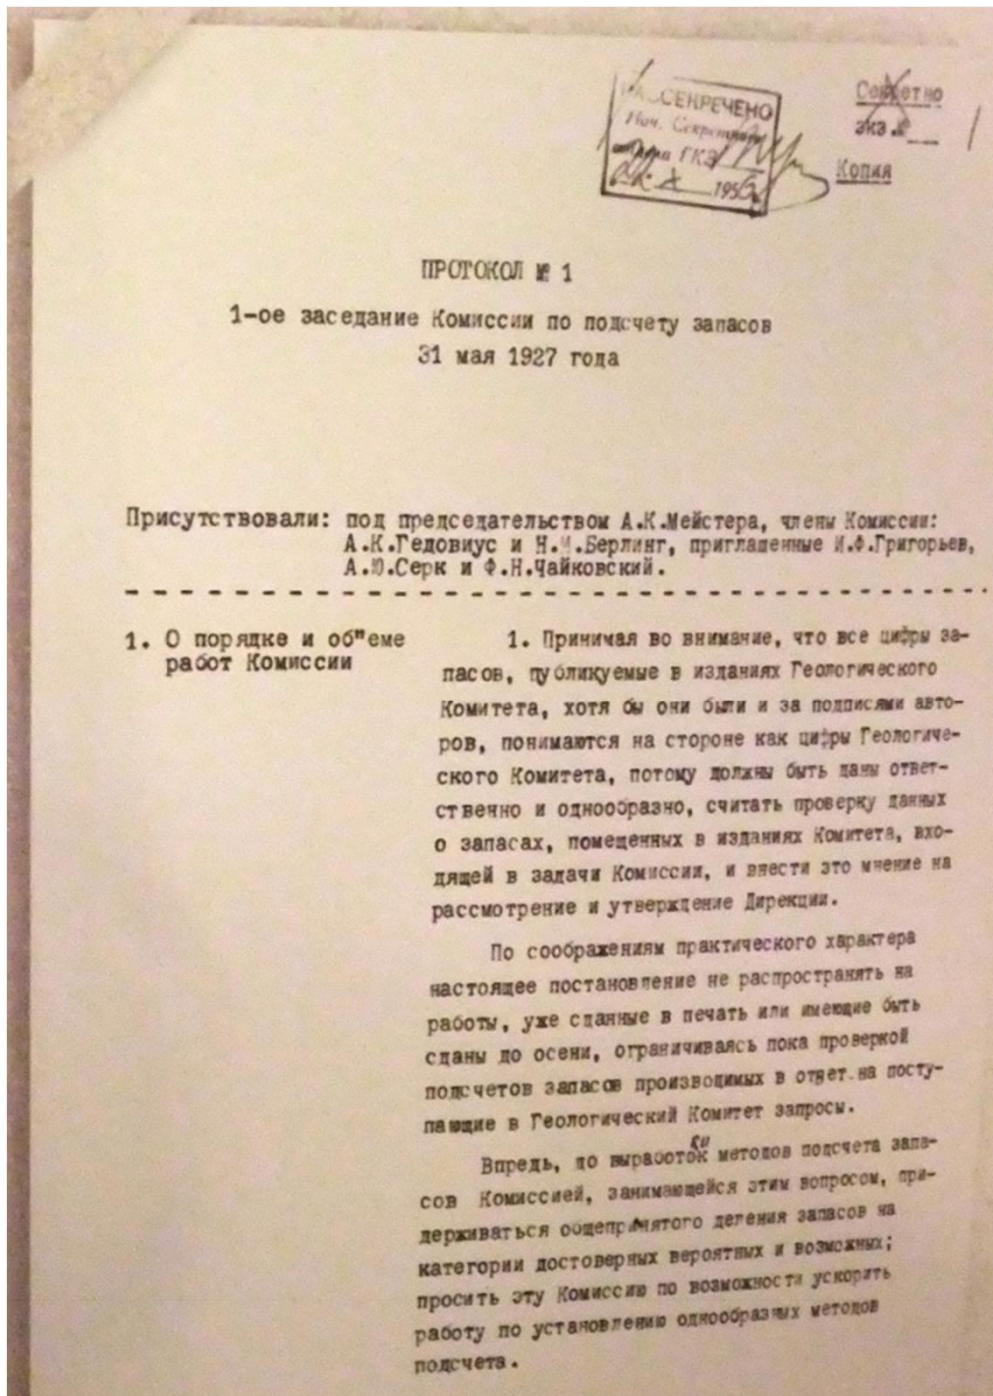 РАССЕКРЕЧЕНО
Нач. Секретного
отдела ГКЗ
22. X 1956
Секретно
экз.№
Копия
ПРОТОКОЛ № 1
1-ое заседание Комиссии по подсчету запасов
31 мая 1927 года
Присутствовали: под председательством А.К.Мейстера, члены Комиссии:
А.К.Гедовиус и Н.И.Берлинг, приглашенные И.Ф.Григорьев,
А.Ю.Серк и Ф.Н.Чайковский.
1. О порядке и об"еме
работ Комиссии
1. Принимая во внимание, что все цифры за-
пасов, публикуемые в изданиях Геологического
Комитета, хотя бы они были и за подписями авто-
ров, понимаются на стороне как цифры Геологиче-
ского Комитета, потому должны быть даны ответ-
ственно и однообразно, считать проверку данных
о запасах, помещенных в изданиях Комитета, вхо-
дящей в задачи Комиссии, и внести это мнение на
рассмотрение и утверждение Дирекции.
По соображениям практического характера
настоящее постановление не распространять на
работы, уже сданные в печать или имеющие быть
сданы до осени, ограничиваясь пока проверкой
подсчетов запасов производимых в ответ на посту-
пающие в Геологический Комитет запросы.
Впредь, до выработки методов подсчета запа-
сов Комиссией, занимающейся этим вопросом, при-
держиваться общепринятого деления запасов на
категории достоверных вероятных и возможных;
просить эту Комиссию по возможности ускорить
работу по установлению однообразных методов
подсчета.